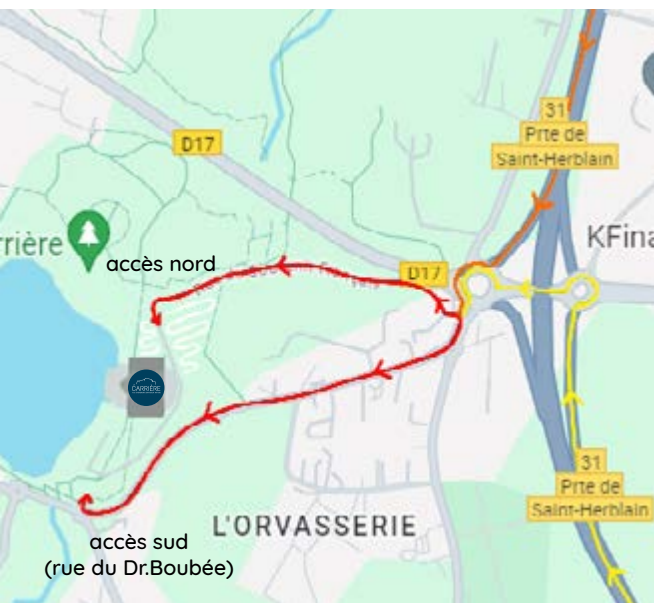 31
Prte de
Saint-Herblain
D17
KFina
rrière
accès nord
D17
CARRIÈRE
31
Prte de
Saint-Herblain
L'ORVASSERIE
accès sud
(rue du Dr.Boubée)